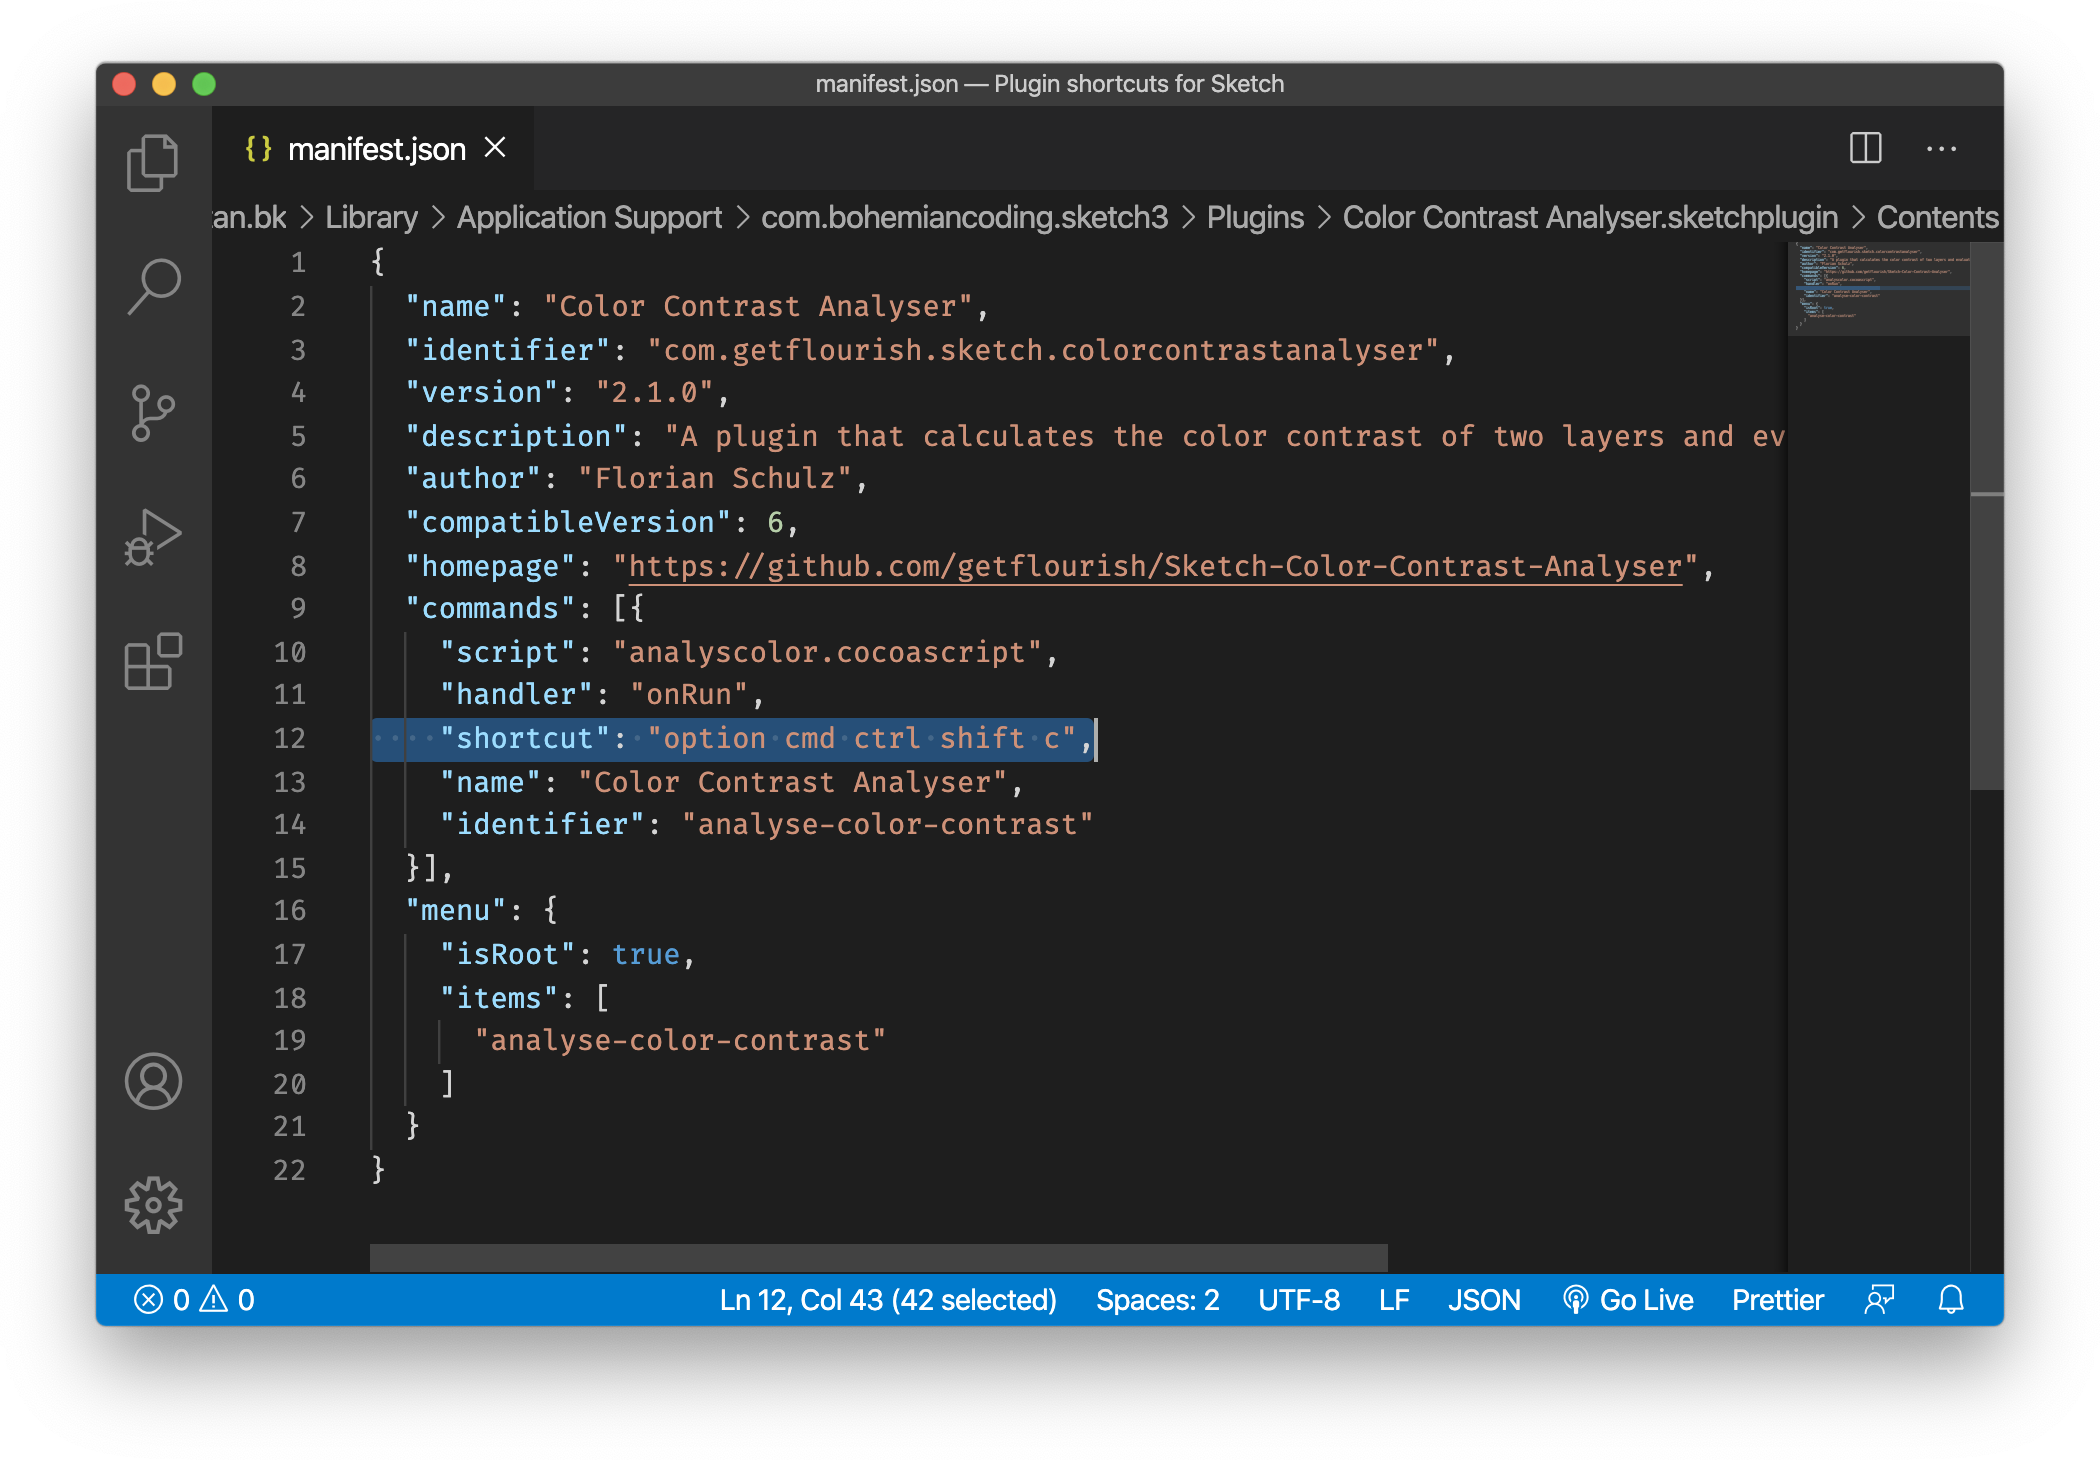 manifest.json — Plugin shortcuts for Sketch
{} manifest.json
an.bk > Library > Application Support > com.bohemiancoding.sketch3 > Plugins > Color Contrast Analyser.sketchplugin > Contents
1 {
2 "name": "Color Contrast Analyser",
3 "identifier": "com.getflourish.sketch.colorcontrastanalyser",
4 "version": "2.1.0",
5 "description": "A plugin that calculates the color contrast of two layers and ev
6 "author": "Florian Schulz",
7 "compatibleVersion": 6,
8 "homepage": "https://github.com/getflourish/Sketch-Color-Contrast-Analyser",
9 "commands": [{
10 "script": "analyscolor.cocoascript",
11 "handler": "onRun",
12 "shortcut": "option cmd ctrl shift c",
13 "name": "Color Contrast Analyser",
14 "identifier": "analyse-color-contrast"
15 }],
16 "menu": {
17 "isRoot": true,
18 "items": [
19 "analyse-color-contrast"
20 ]
21 }
22 }
0 0 Ln 12, Col 43 (42 selected) Spaces: 2 UTF-8 LF JSON Go Live Prettier